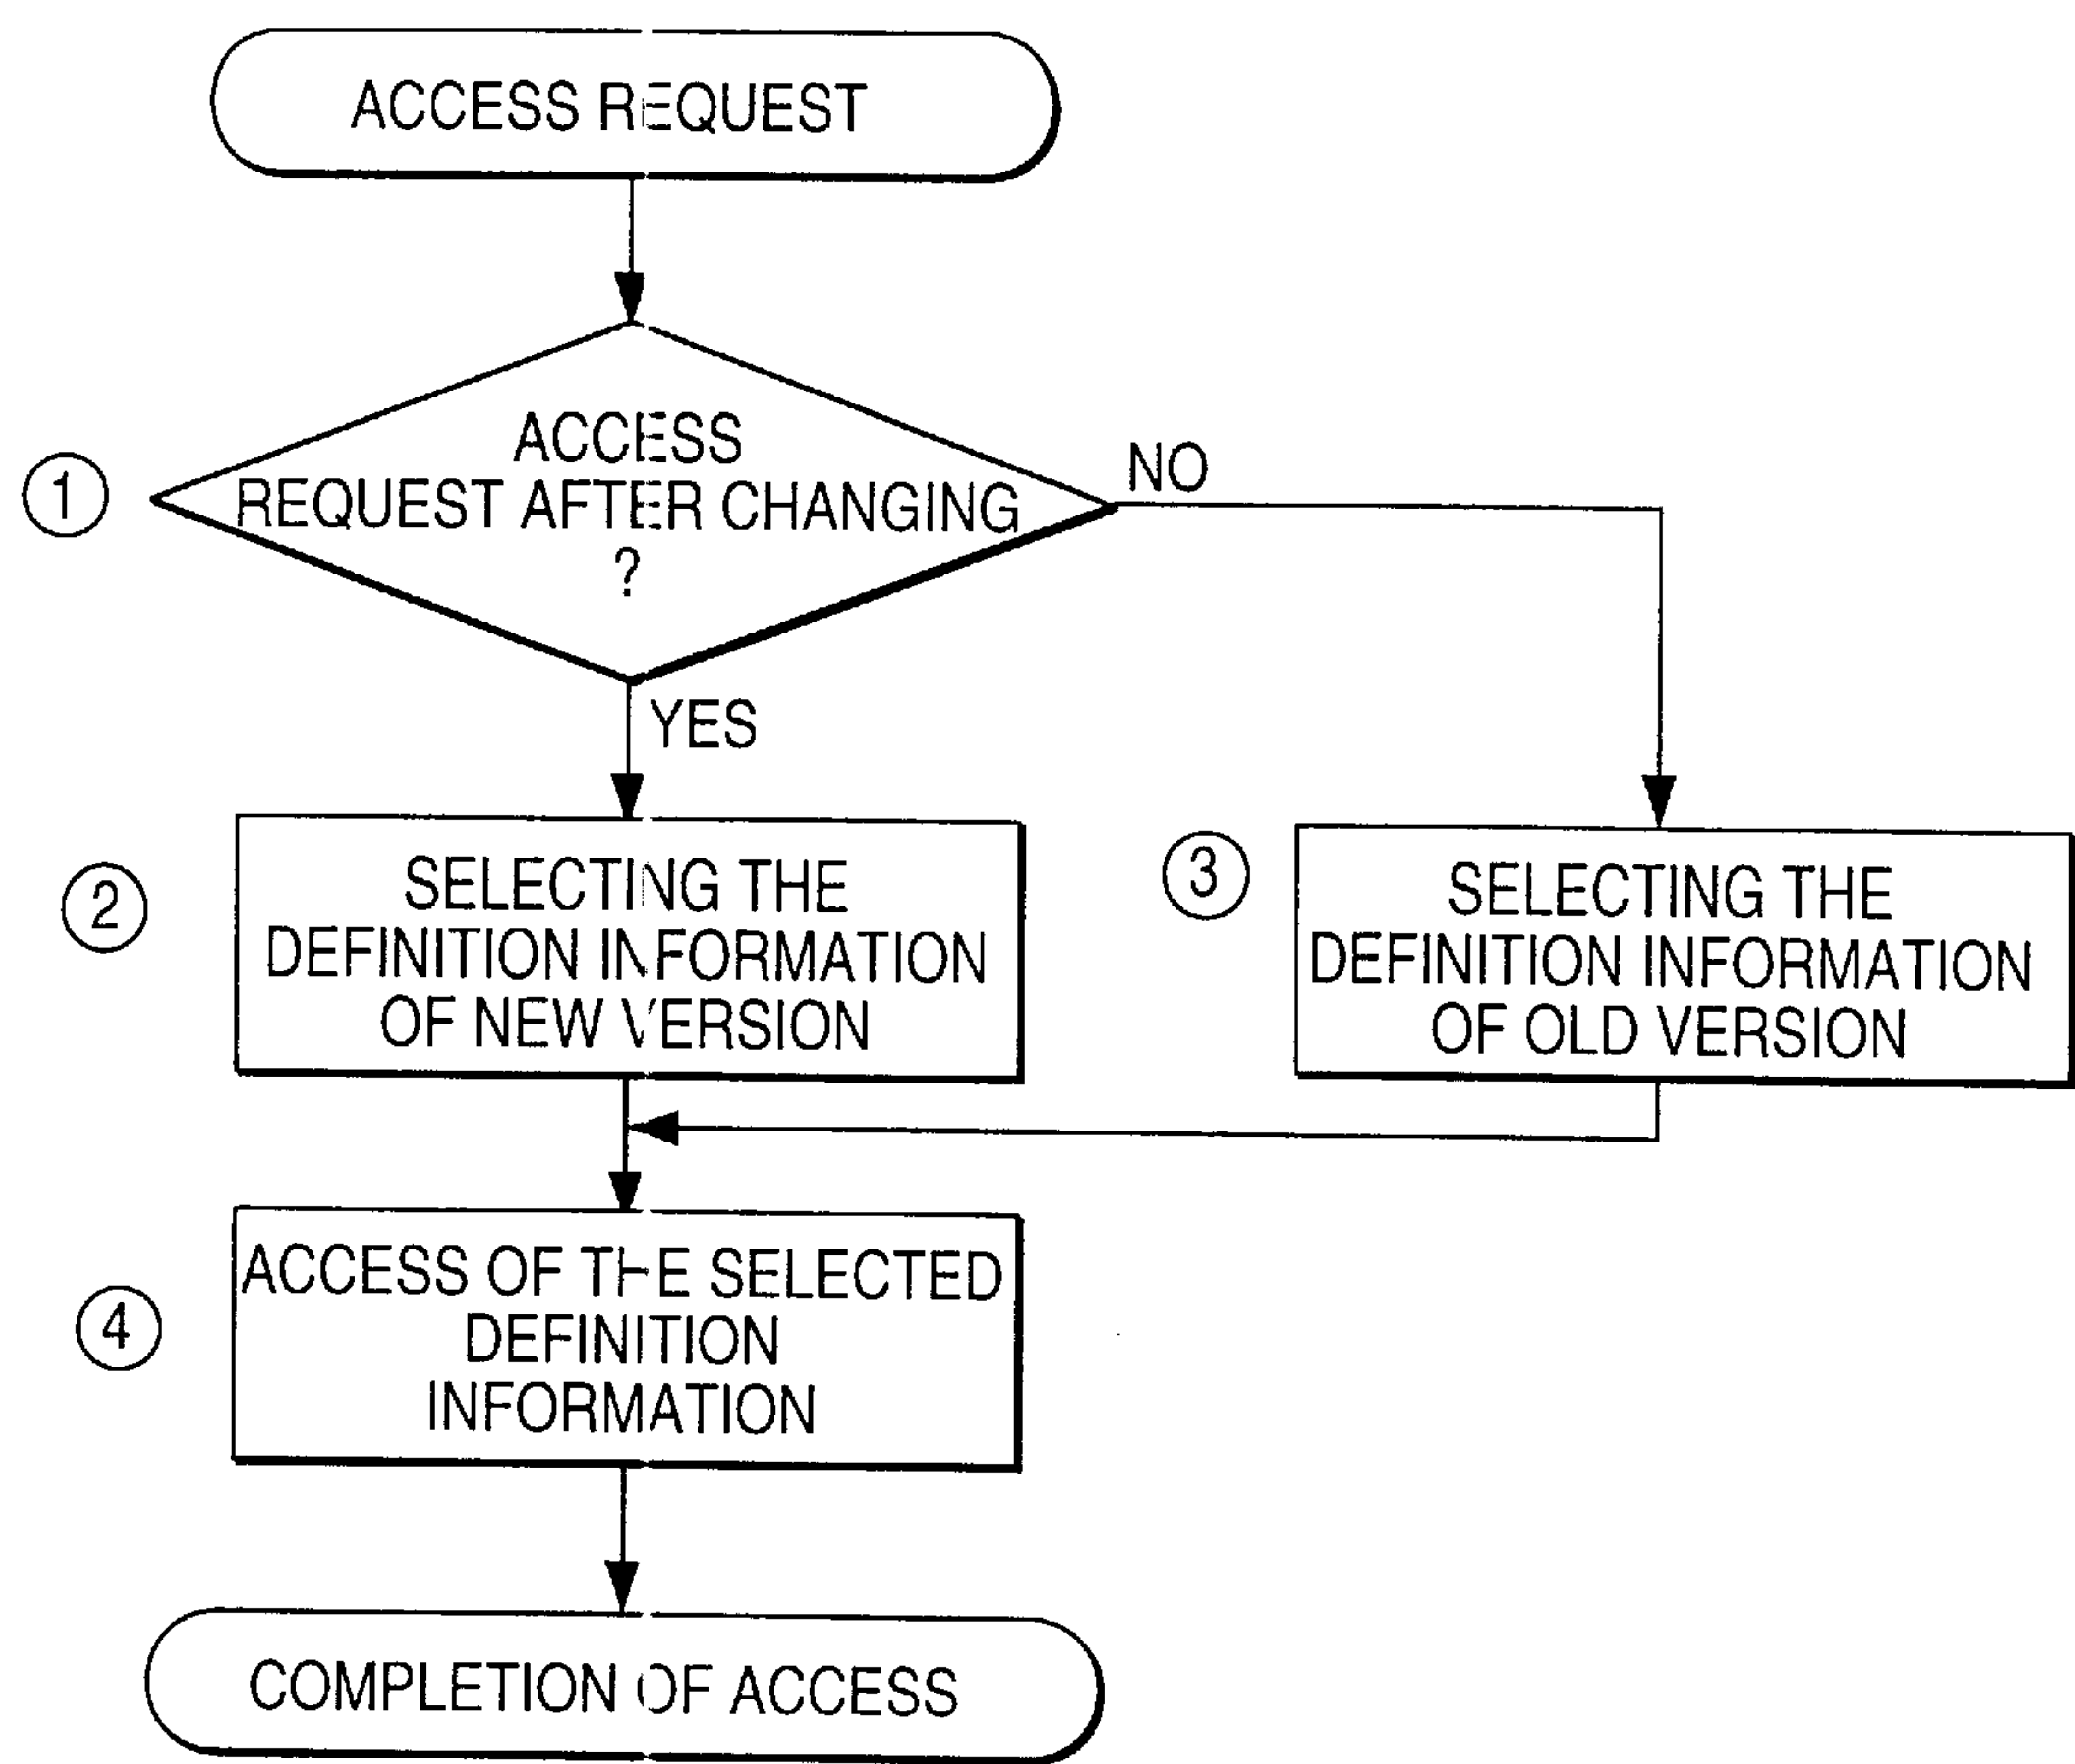 ACCESS REQUEST
1
ACCESS
REQUEST AFTER CHANGING
?
NO
YES
2
SELECTING THE
DEFINITION INFORMATION
OF NEW VERSION
3
SELECTING THE
DEFINITION INFORMATION
OF OLD VERSION
4
ACCESS OF THE SELECTED
DEFINITION
INFORMATION
COMPLETION OF ACCESS